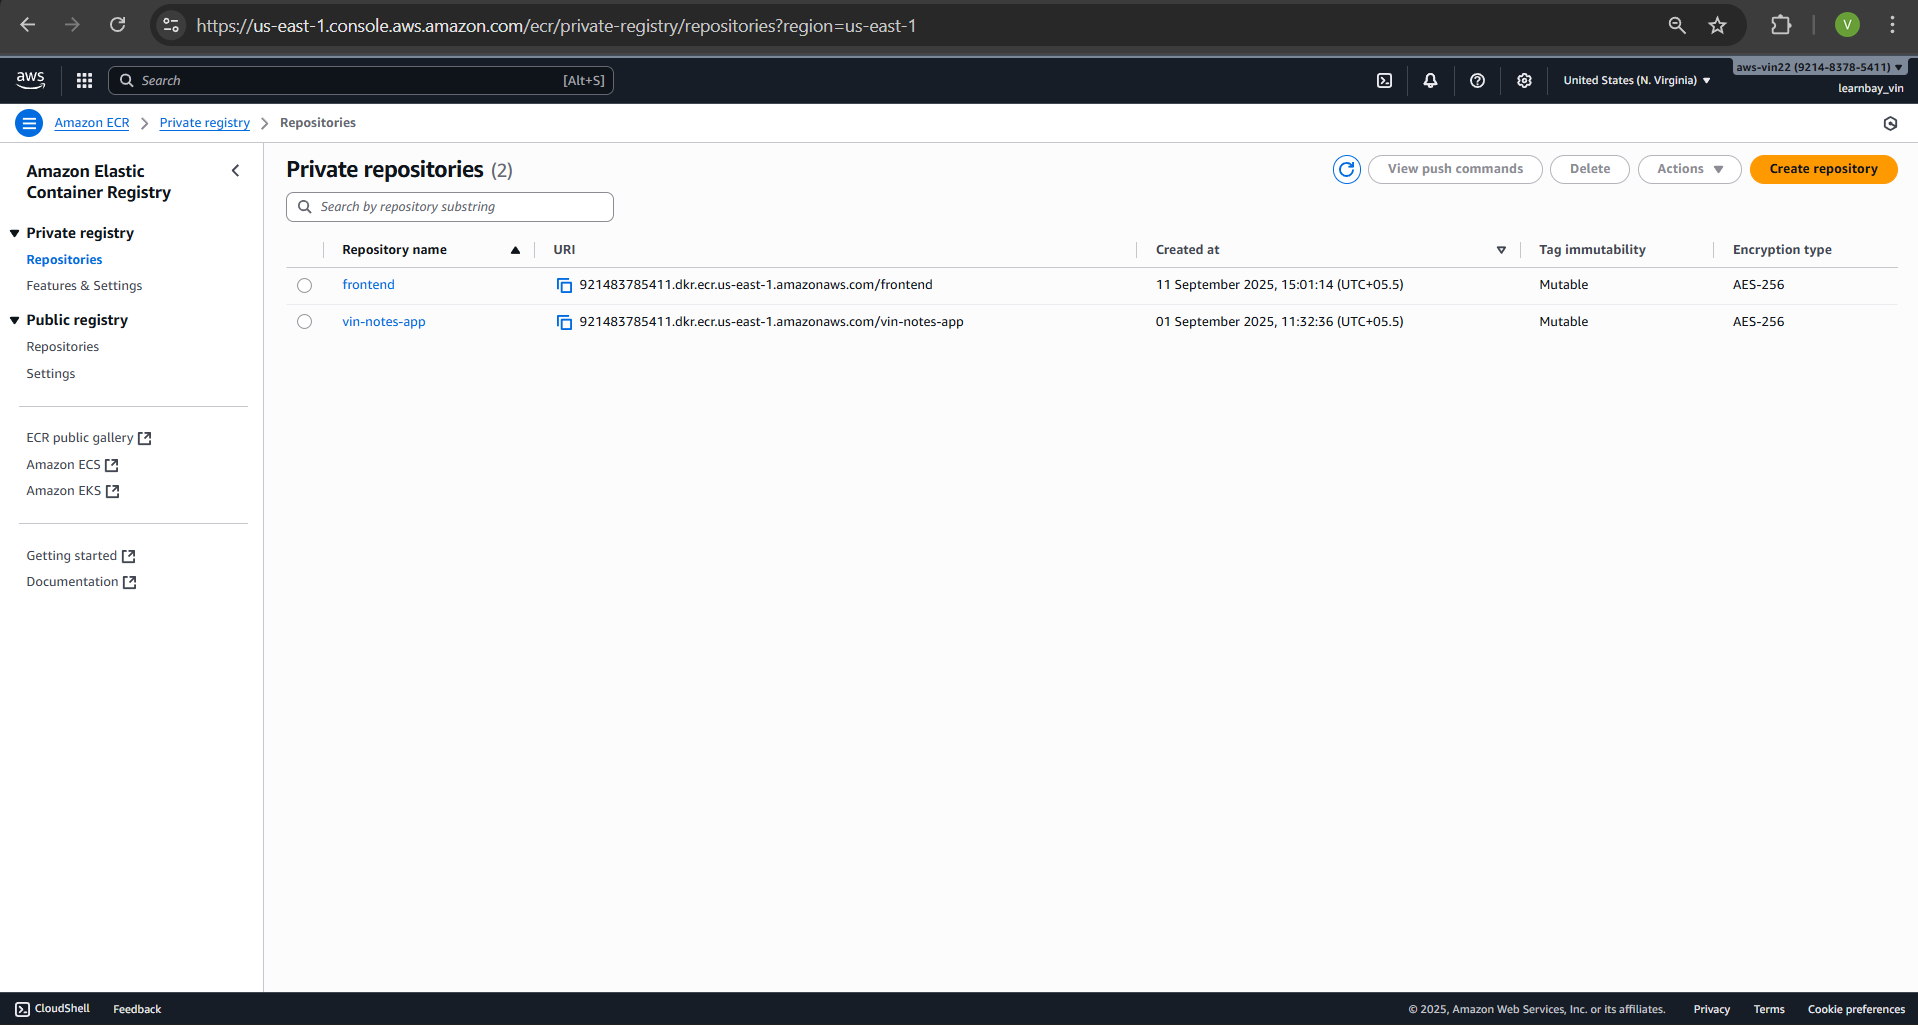 https://us-east-1.console.aws.amazon.com/ecr/private-registry/repositories?region=us-east-1
V
aws
Search [Alt+S]
United States (N. Virginia) ▼
aws-vin22 (9214-8378-5411) ▼
learnbay_vin
Amazon ECR > Private registry > Repositories
Amazon Elastic
Container Registry
Private registry
Repositories
Features & Settings
Public registry
Repositories
Settings
ECR public gallery
Amazon ECS
Amazon EKS
Getting started
Documentation
Private repositories (2)
View push commands
Delete
Actions ▼
Create repository
Search by repository substring
Repository name URI Created at Tag immutability Encryption type
frontend 921483785411.dkr.ecr.us-east-1.amazonaws.com/frontend 11 September 2025, 15:01:14 (UTC+05.5) Mutable AES-256
vin-notes-app 921483785411.dkr.ecr.us-east-1.amazonaws.com/vin-notes-app 01 September 2025, 11:32:36 (UTC+05.5) Mutable AES-256
CloudShell Feedback © 2025, Amazon Web Services, Inc. or its affiliates. Privacy Terms Cookie preferences